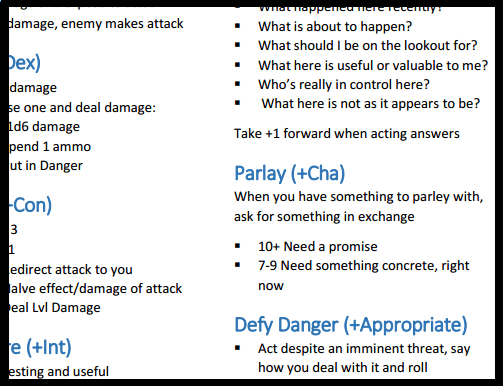 damage, enemy makes attack
Dex)
damage
se one and deal damage:
1d6 damage
pend 1 ammo
ut in Danger
-Con)
3
1
edirect attack to you
Halve effect/damage of attack
Deal Lvl Damage
re (+Int)
esting and useful
What happened here recently?
▪ What is about to happen?
▪ What should I be on the lookout for?
▪ What here is useful or valuable to me?
▪ Who's really in control here?
▪ What here is not as it appears to be?
Take +1 forward when acting answers
Parlay (+Cha)
When you have something to parley with,
ask for something in exchange
▪ 10+ Need a promise
▪ 7-9 Need something concrete, right
now
Defy Danger (+Appropriate)
▪ Act despite an imminent threat, say
how you deal with it and roll